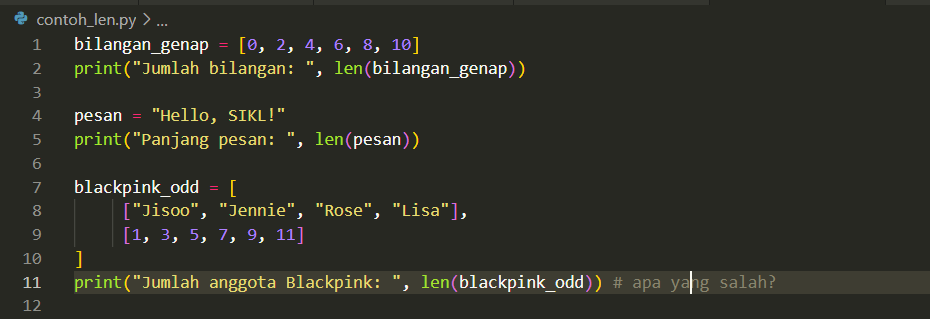 contoh_len.py > ...
1 bilangan_genap = [0, 2, 4, 6, 8, 10]
2 print("Jumlah bilangan: ", len(bilangan_genap))
3
4 pesan = "Hello, SIKL!"
5 print("Panjang pesan: ", len(pesan))
6
7 blackpink_odd = [
8     ["Jisoo", "Jennie", "Rose", "Lisa"],
9     [1, 3, 5, 7, 9, 11]
10 ]
11 print("Jumlah anggota Blackpink: ", len(blackpink_odd)) # apa yang salah?
12